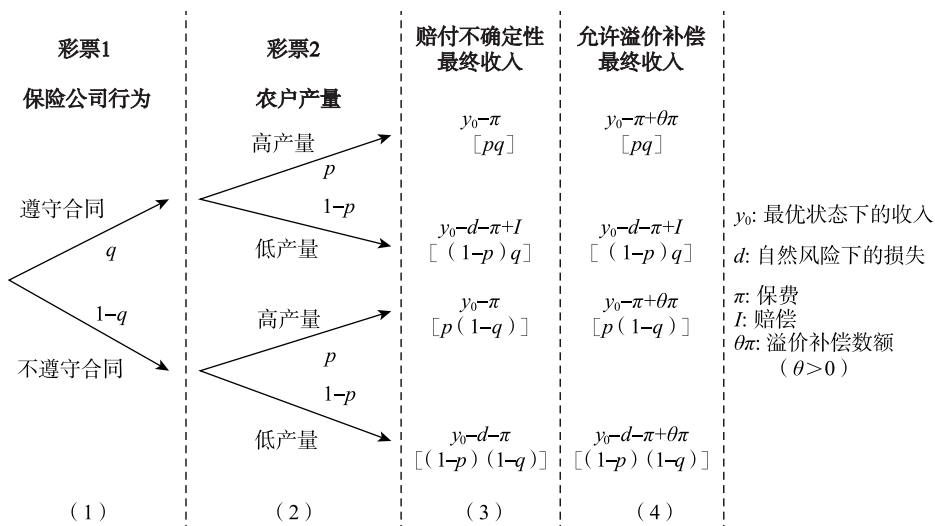 彩票1
保险公司行为
遵守合同
q
1–q
不遵守合同
（1）
彩票2
农户产量
高产量
p
1–p
低产量
高产量
p
1–p
低产量
（2）
赔付不确定性
最终收入
y₀–π
［pq］
y₀–d–π+I
［（1–p）q］
y₀–π
［p（1–q）］
y₀–d–π
［（1–p）（1–q）］
（3）
允许溢价补偿
最终收入
y₀–π+θπ
［pq］
y₀–d–π+I
［（1–p）q］
y₀–π+θπ
［p（1–q）］
y₀–d–π+θπ
［（1–p）（1–q）］
（4）
y₀: 最优状态下的收入
d: 自然风险下的损失
π: 保费
I: 赔偿
θπ: 溢价补偿数额
（θ>0）